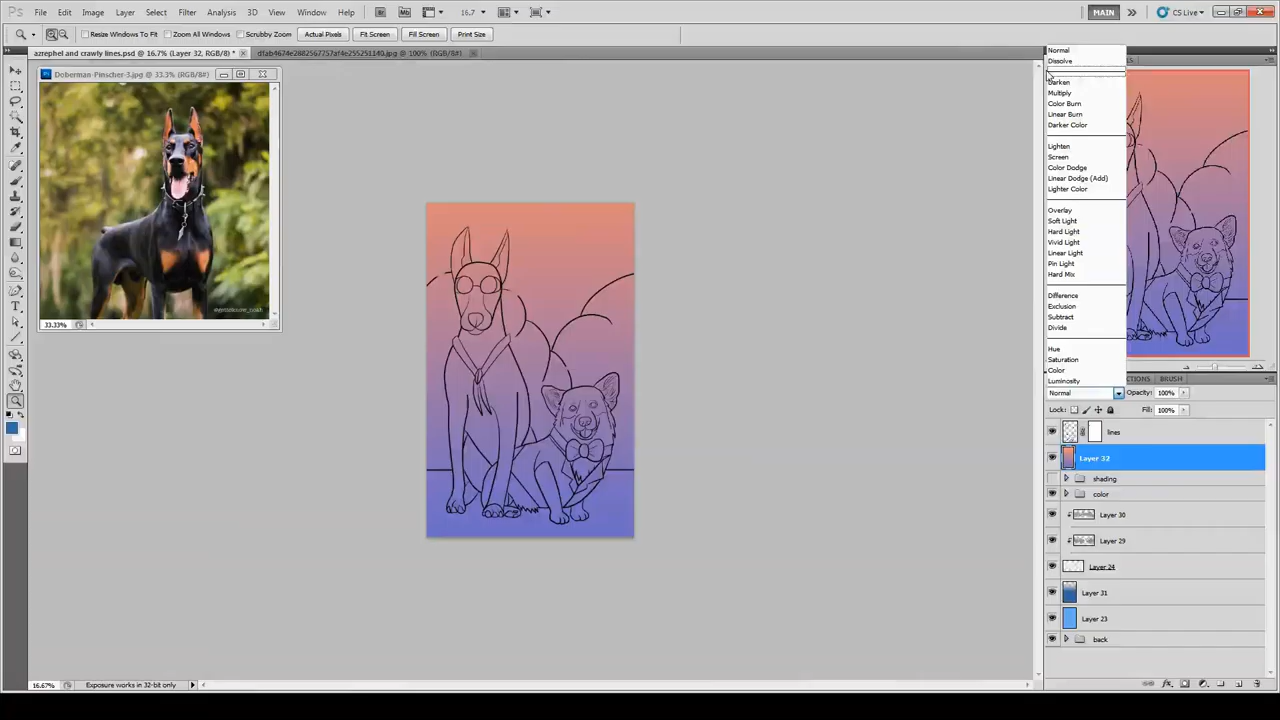 Ps File Edit Image Layer Select Filter Analysis 3D View Window Help Br Mb 16.7 MAIN CS Live
Resize Windows To Fit Zoom All Windows Scrubby Zoom Actual Pixels Fit Screen Fill Screen Print Size
azrephel and crawly lines.psd @ 16.7% (Layer 32, RGB/8) *
Doberman-Pinscher-3.jpg @ 33.3% (RGB/8#)
33.33%
Normal
Dissolve
Darken
Multiply
Color Burn
Linear Burn
Darker Color
Lighten
Screen
Color Dodge
Linear Dodge (Add)
Lighter Color
Overlay
Soft Light
Hard Light
Vivid Light
Linear Light
Pin Light
Hard Mix
Difference
Exclusion
Subtract
Divide
Hue
Saturation
Color
Luminosity
BRUSH
Normal Opacity: 100%
Lock: Fill: 100%
lines
Layer 32
shading
color
Layer 30
Layer 29
Layer 24
Layer 31
Layer 23
back
16.67% Exposure works in 32-bit only